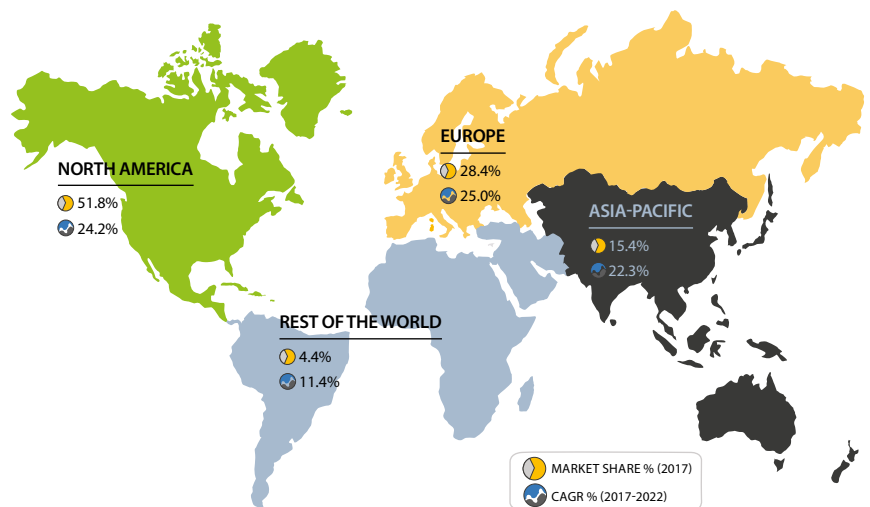 EUROPE
28.4%
25.0%
NORTH AMERICA
51.8%
24.2%
ASIA-PACIFIC
15.4%
22.3%
REST OF THE WORLD
4.4%
11.4%
MARKET SHARE % (2017)
CAGR % (2017-2022)